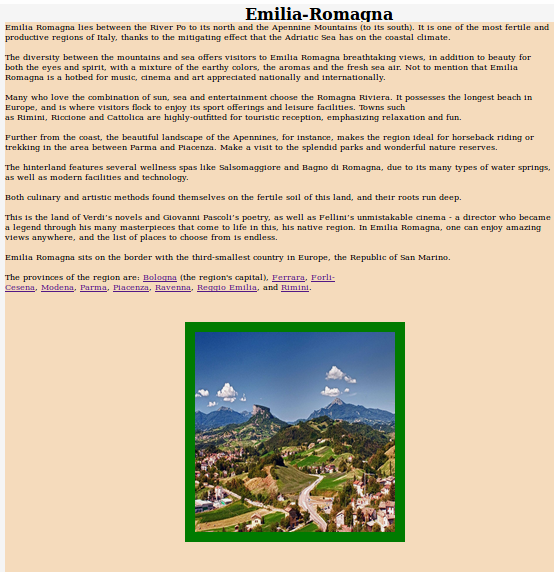 Emilia-Romagna
Emilia Romagna lies between the River Po to its north and the Apennine Mountains (to its south). It is one of the most fertile and
productive regions of Italy, thanks to the mitigating effect that the Adriatic Sea has on the coastal climate.
The diversity between the mountains and sea offers visitors to Emilia Romagna breathtaking views, in addition to beauty for
both the eyes and spirit, with a mixture of the earthy colors, the aromas and the fresh sea air. Not to mention that Emilia
Romagna is a hotbed for music, cinema and art appreciated nationally and internationally.
Many who love the combination of sun, sea and entertainment choose the Romagna Riviera. It possesses the longest beach in
Europe, and is where visitors flock to enjoy its sport offerings and leisure facilities. Towns such
as Rimini, Riccione and Cattolica are highly-outfitted for touristic reception, emphasizing relaxation and fun.
Further from the coast, the beautiful landscape of the Apennines, for instance, makes the region ideal for horseback riding or
trekking in the area between Parma and Piacenza. Make a visit to the splendid parks and wonderful nature reserves.
The hinterland features several wellness spas like Salsomaggiore and Bagno di Romagna, due to its many types of water springs,
as well as modern facilities and technology.
Both culinary and artistic methods found themselves on the fertile soil of this land, and their roots run deep.
This is the land of Verdi's novels and Giovanni Pascoli's poetry, as well as Fellini's unmistakable cinema - a director who became
a legend through his many masterpieces that come to life in this, his native region. In Emilia Romagna, one can enjoy amazing
views anywhere, and the list of places to choose from is endless.
Emilia Romagna sits on the border with the third-smallest country in Europe, the Republic of San Marino.
The provinces of the region are: Bologna (the region's capital), Ferrara, Forli-
Cesena, Modena, Parma, Piacenza, Ravenna, Reggio Emilia, and Rimini.